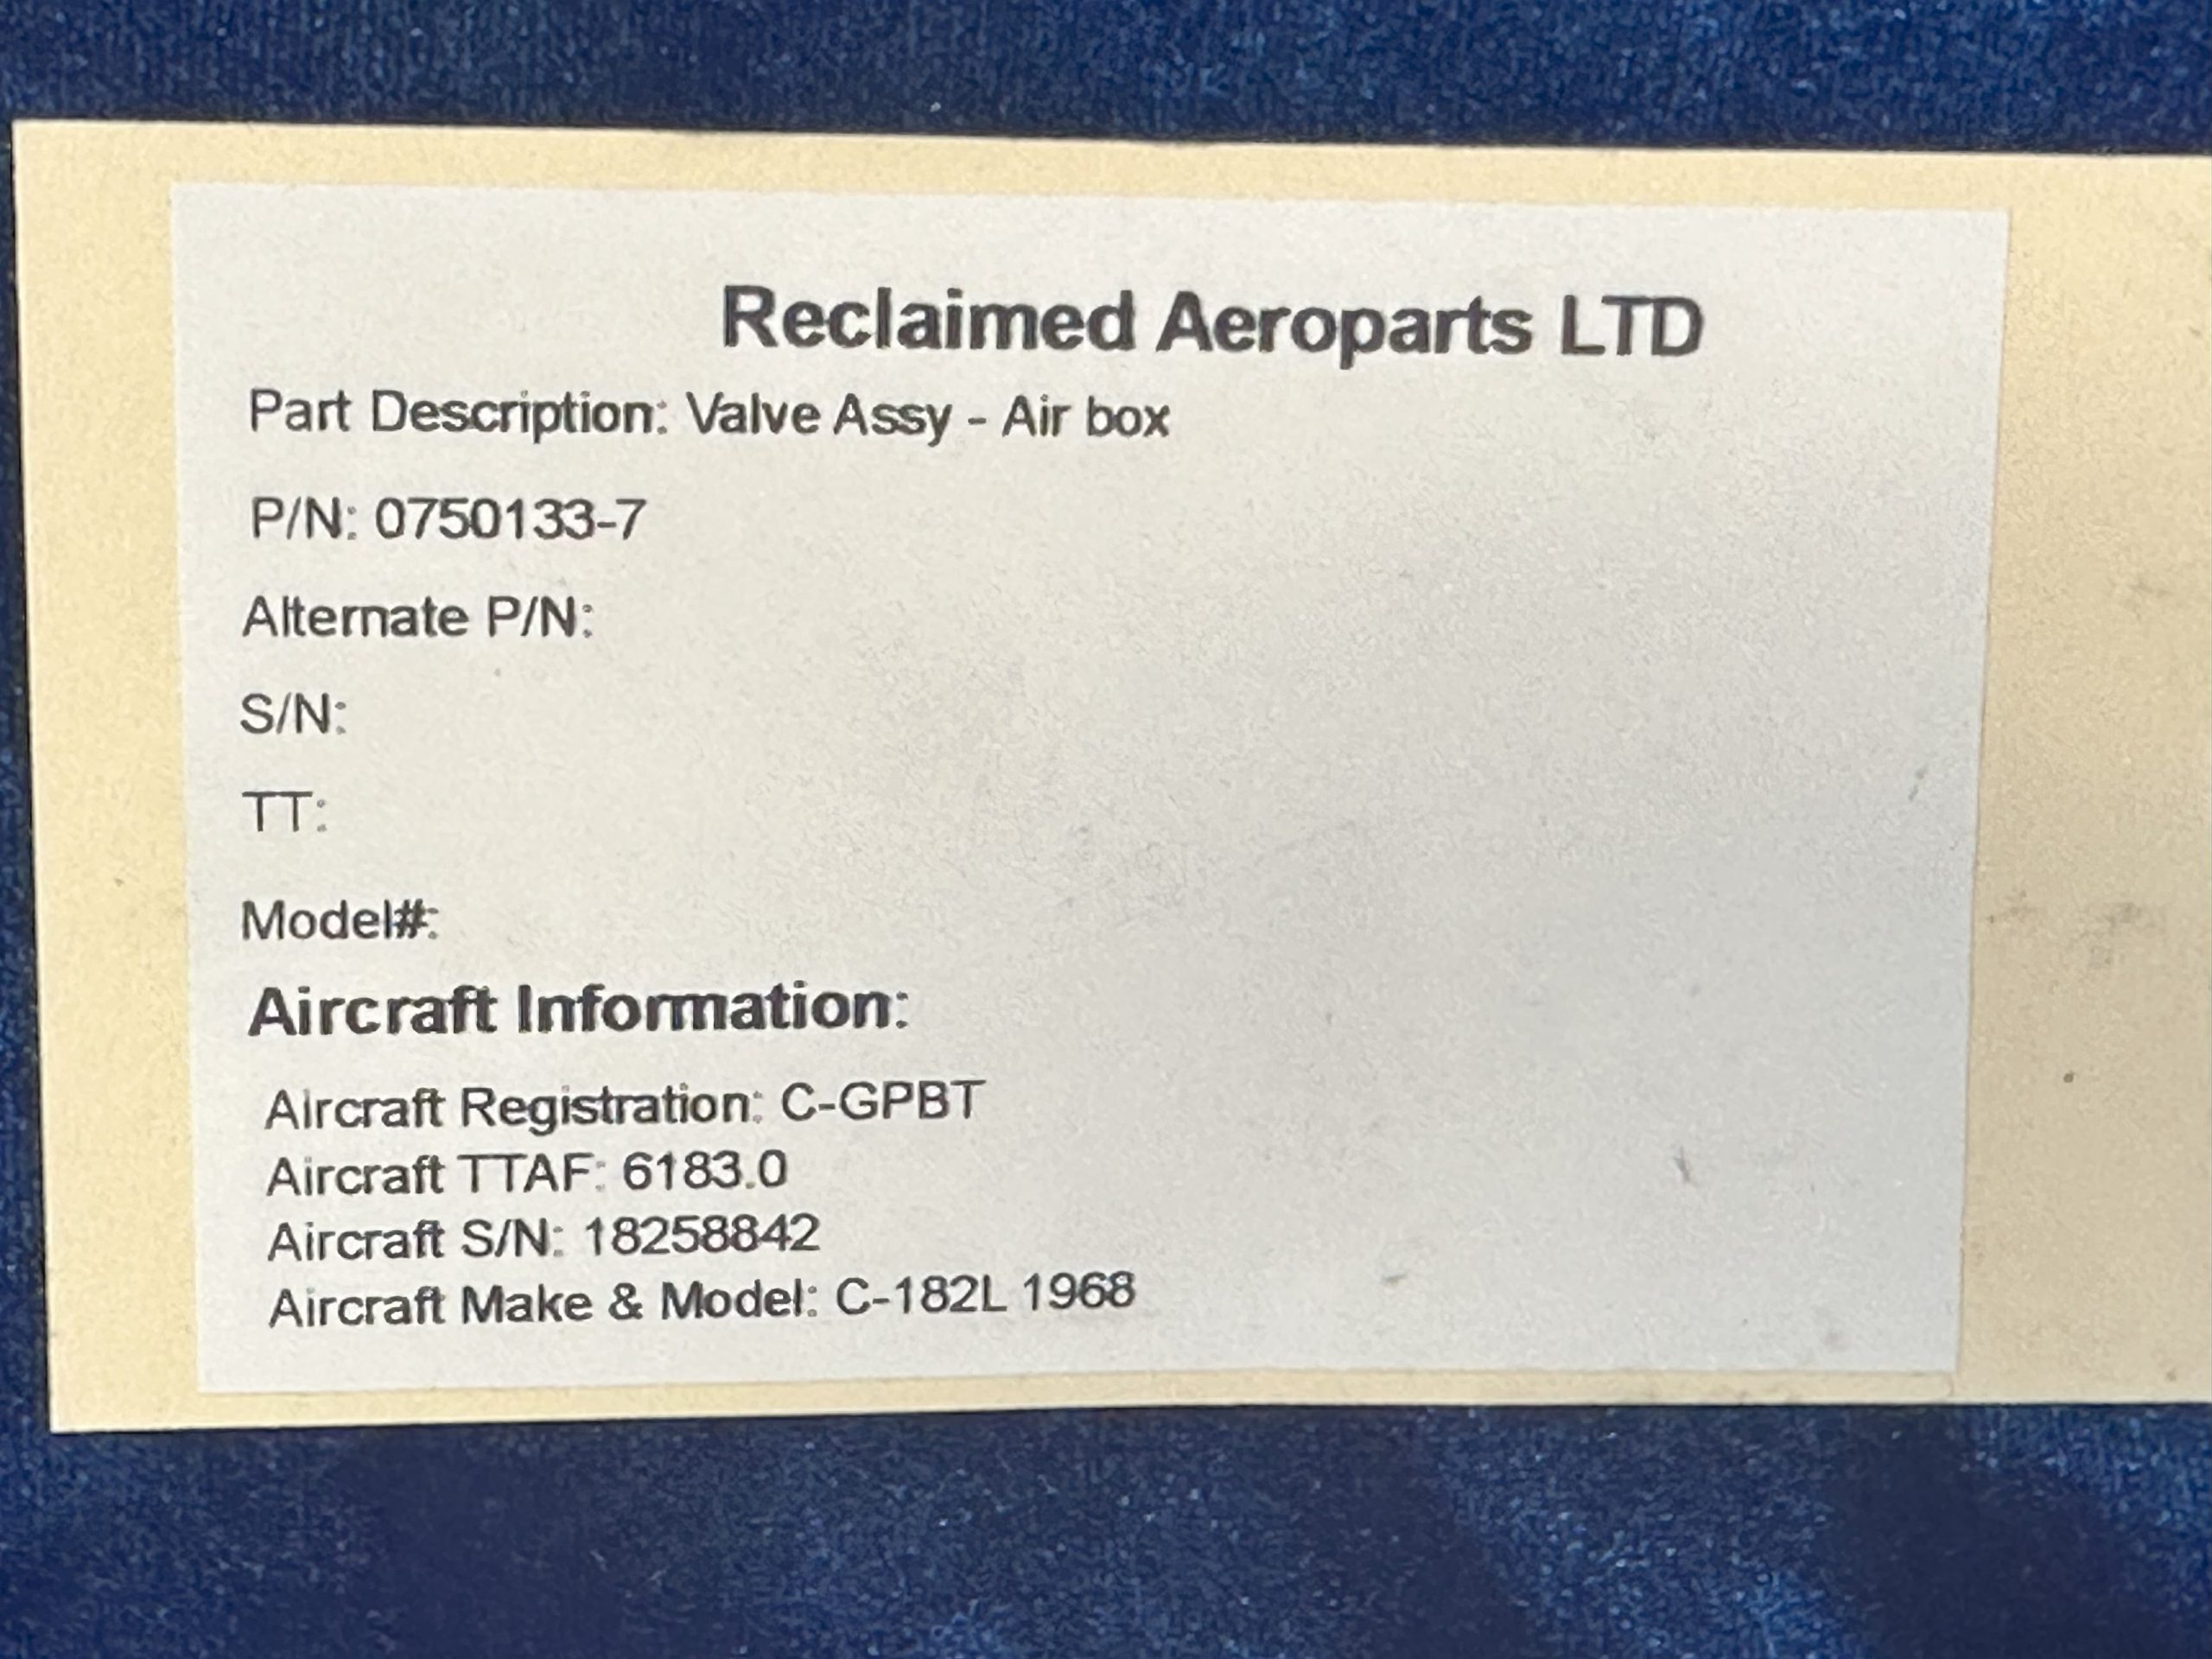 Reclaimed Aeroparts LTD
Part Description: Valve Assy - Air box
P/N: 0750133-7
Alternate P/N:
S/N:
TT:
Model#:
Aircraft Information:
Aircraft Registration: C-GPBT
Aircraft TTAF: 6183.0
Aircraft S/N: 18258842
Aircraft Make & Model: C-182L 1968